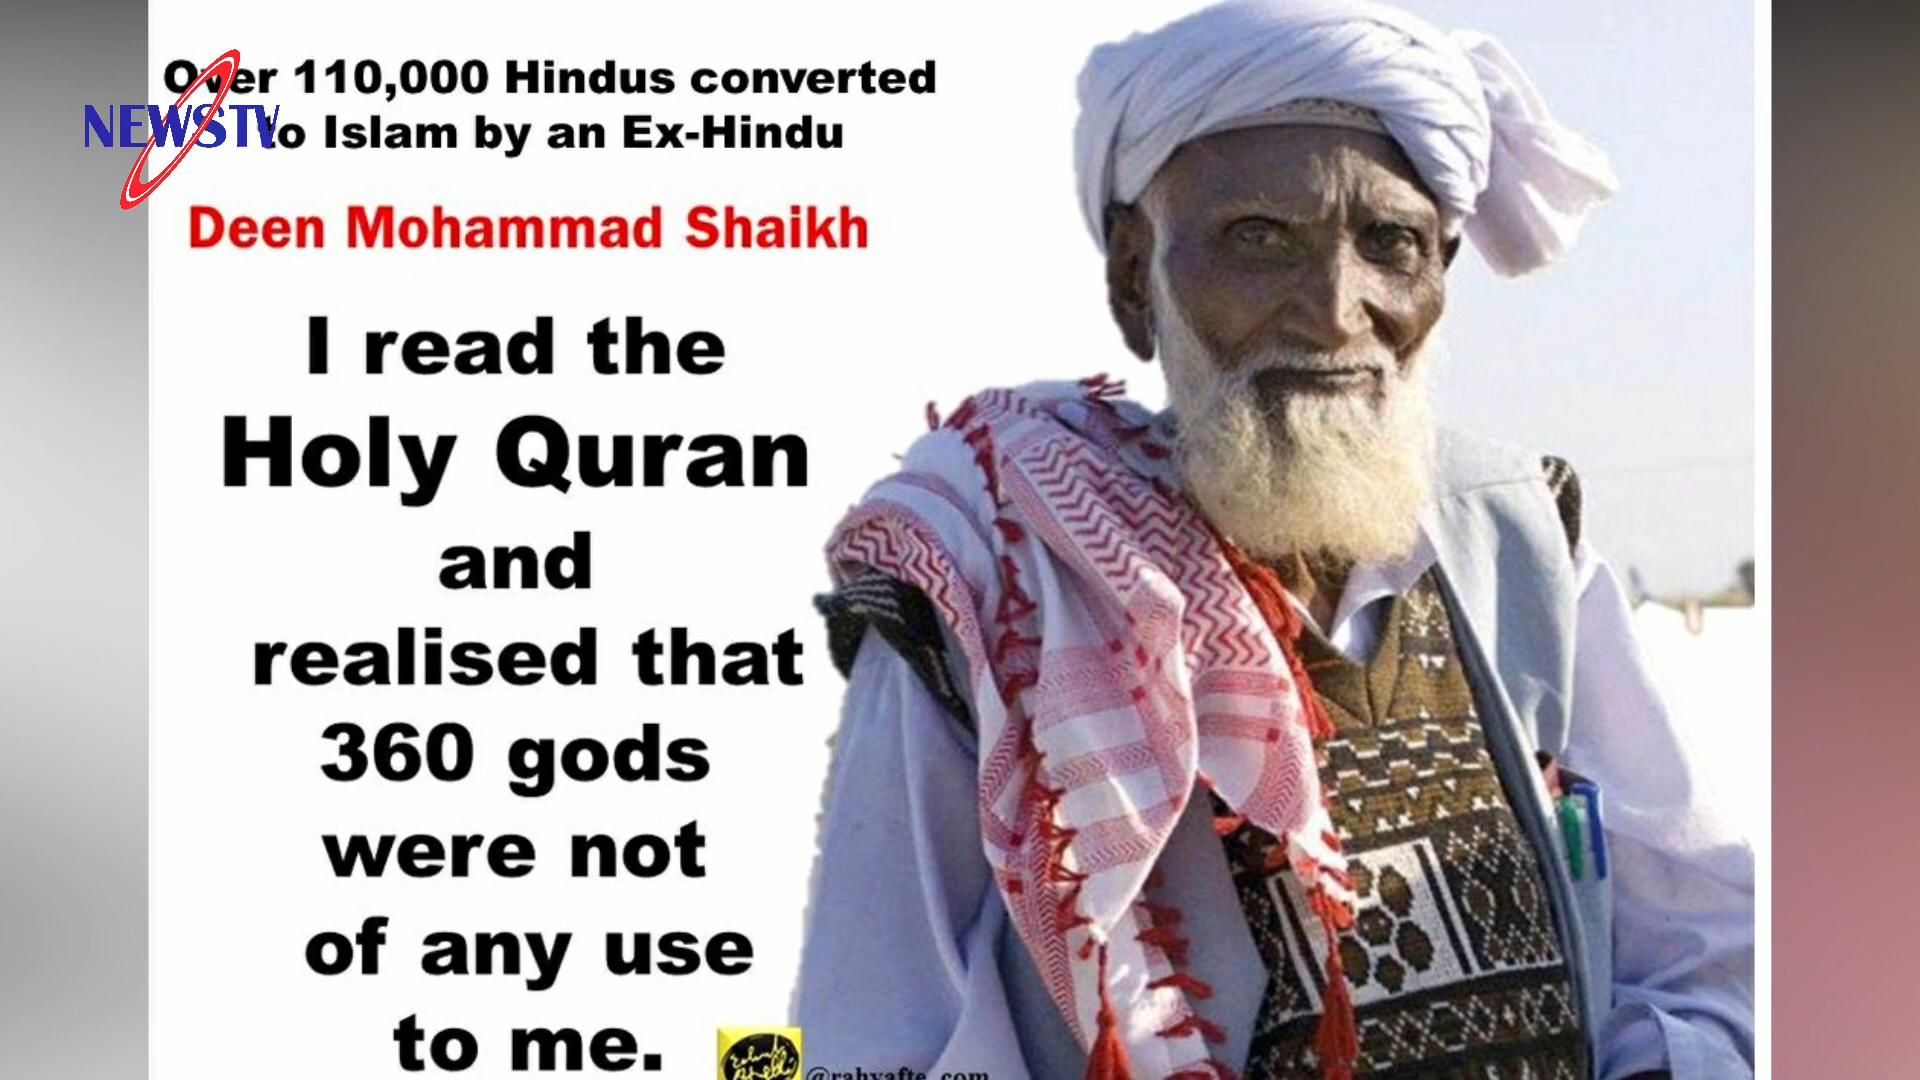 Over 110,000 Hindus converted
to Islam by an Ex-Hindu
NEWSTV
Deen Mohammad Shaikh
I read the
Holy Quran
and
realised that
360 gods
were not
of any use
to me.
@rahyafte_com